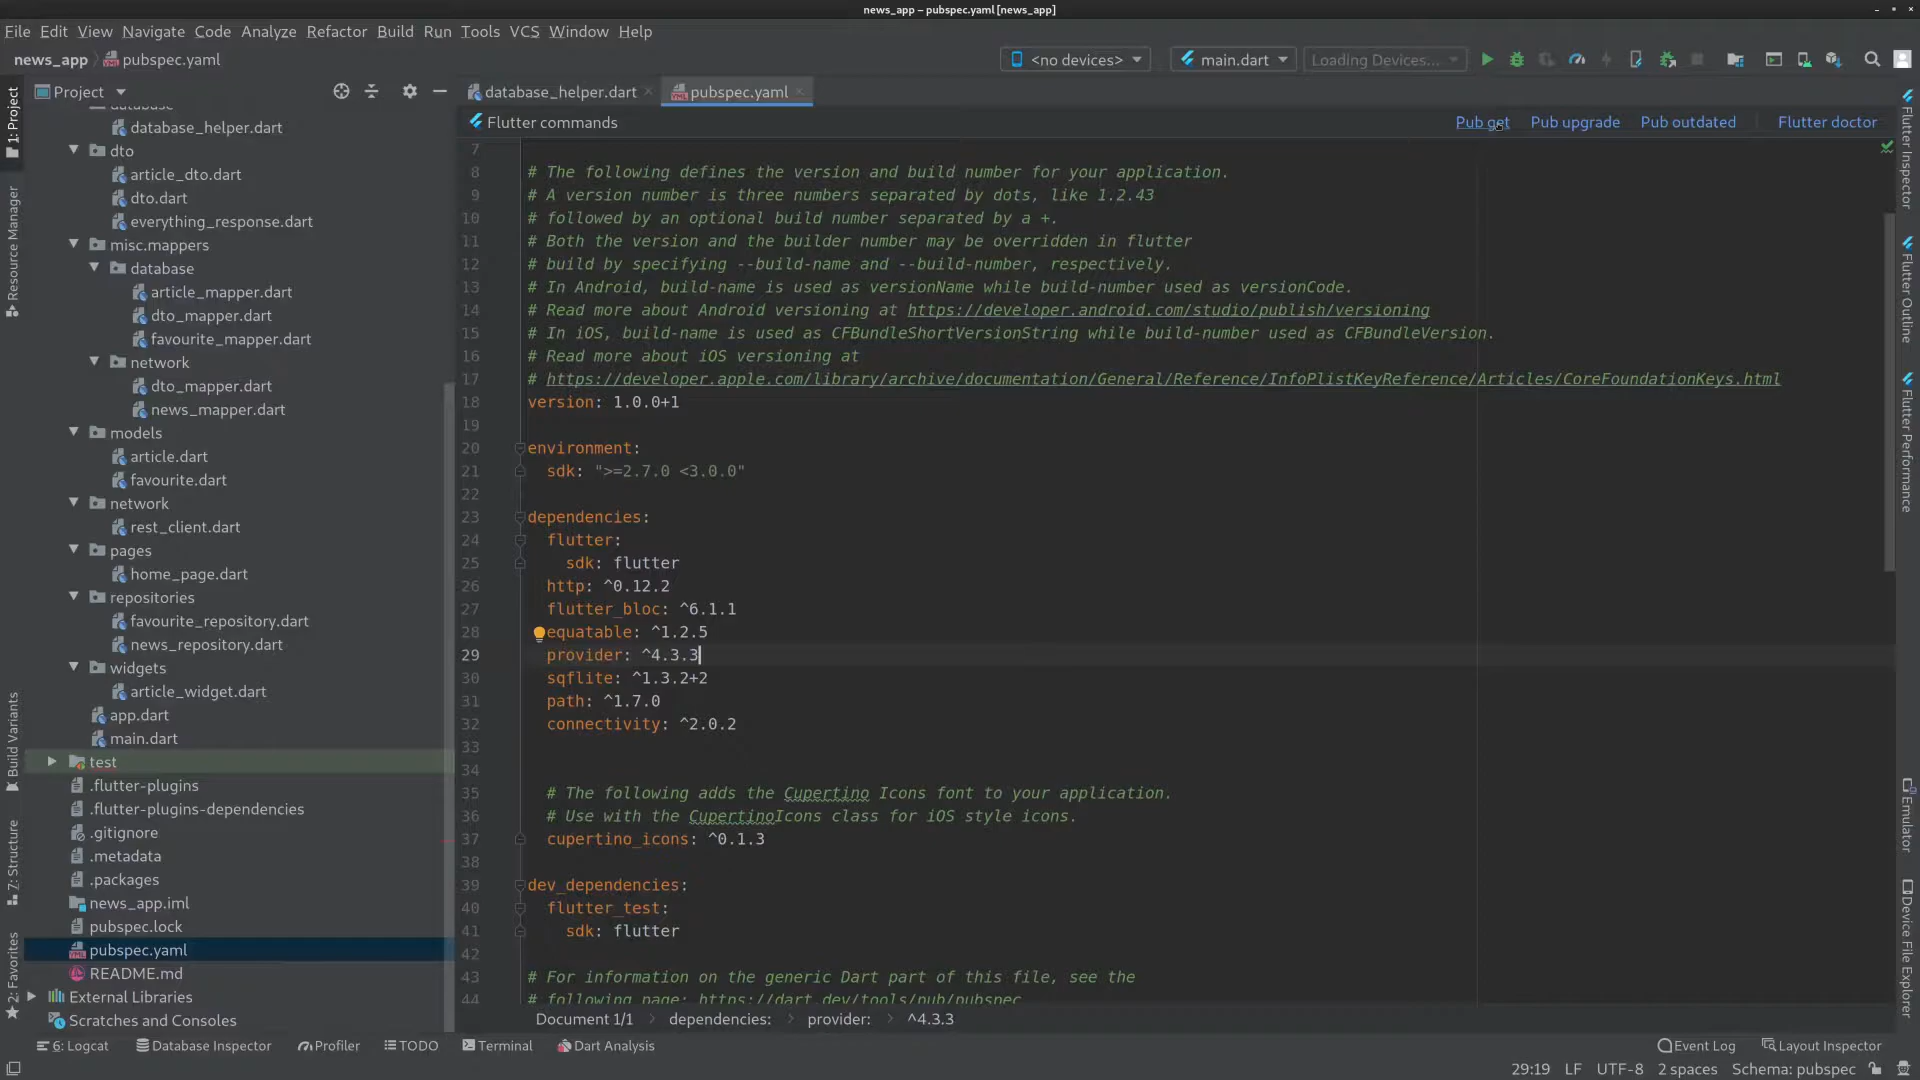 news_app – pubspec.yaml [news_app]
File Edit View Navigate Code Analyze Refactor Build Run Tools VCS Window Help
news_app pubspec.yaml <no devices> main.dart Loading Devices...
1: Project
Resource Manager
Build Variants
7: Structure
2: Favorites
Project
database
database_helper.dart
dto
article_dto.dart
dto.dart
everything_response.dart
misc.mappers
database
article_mapper.dart
dto_mapper.dart
favourite_mapper.dart
network
dto_mapper.dart
news_mapper.dart
models
article.dart
favourite.dart
network
rest_client.dart
pages
home_page.dart
repositories
favourite_repository.dart
news_repository.dart
widgets
article_widget.dart
app.dart
main.dart
test
.flutter-plugins
.flutter-plugins-dependencies
.gitignore
.metadata
.packages
news_app.iml
pubspec.lock
pubspec.yaml
README.md
External Libraries
Scratches and Consoles
database_helper.dart pubspec.yaml
Flutter commands Pub get Pub upgrade Pub outdated Flutter doctor
7
8 # The following defines the version and build number for your application.
9 # A version number is three numbers separated by dots, like 1.2.43
10 # followed by an optional build number separated by a +.
11 # Both the version and the builder number may be overridden in flutter
12 # build by specifying --build-name and --build-number, respectively.
13 # In Android, build-name is used as versionName while build-number used as versionCode.
14 # Read more about Android versioning at https://developer.android.com/studio/publish/versioning
15 # In iOS, build-name is used as CFBundleShortVersionString while build-number used as CFBundleVersion.
16 # Read more about iOS versioning at
17 # https://developer.apple.com/library/archive/documentation/General/Reference/InfoPlistKeyReference/Articles/CoreFoundationKeys.html
18 version: 1.0.0+1
19
20 environment:
21 sdk: ">=2.7.0 <3.0.0"
22
23 dependencies:
24 flutter:
25 sdk: flutter
26 http: ^0.12.2
27 flutter_bloc: ^6.1.1
28 equatable: ^1.2.5
29 provider: ^4.3.3
30 sqflite: ^1.3.2+2
31 path: ^1.7.0
32 connectivity: ^2.0.2
33
34
35 # The following adds the Cupertino Icons font to your application.
36 # Use with the CupertinoIcons class for iOS style icons.
37 cupertino_icons: ^0.1.3
38
39 dev_dependencies:
40 flutter_test:
41 sdk: flutter
42
43 # For information on the generic Dart part of this file, see the
44 # following page: https://dart.dev/tools/pub/pubspec
Document 1/1 dependencies: provider: ^4.3.3
Flutter Inspector
Flutter Outline
Flutter Performance
Emulator
Device File Explorer
6: Logcat Database Inspector Profiler TODO Terminal Dart Analysis Event Log Layout Inspector
29:19 LF UTF-8 2 spaces Schema: pubspec